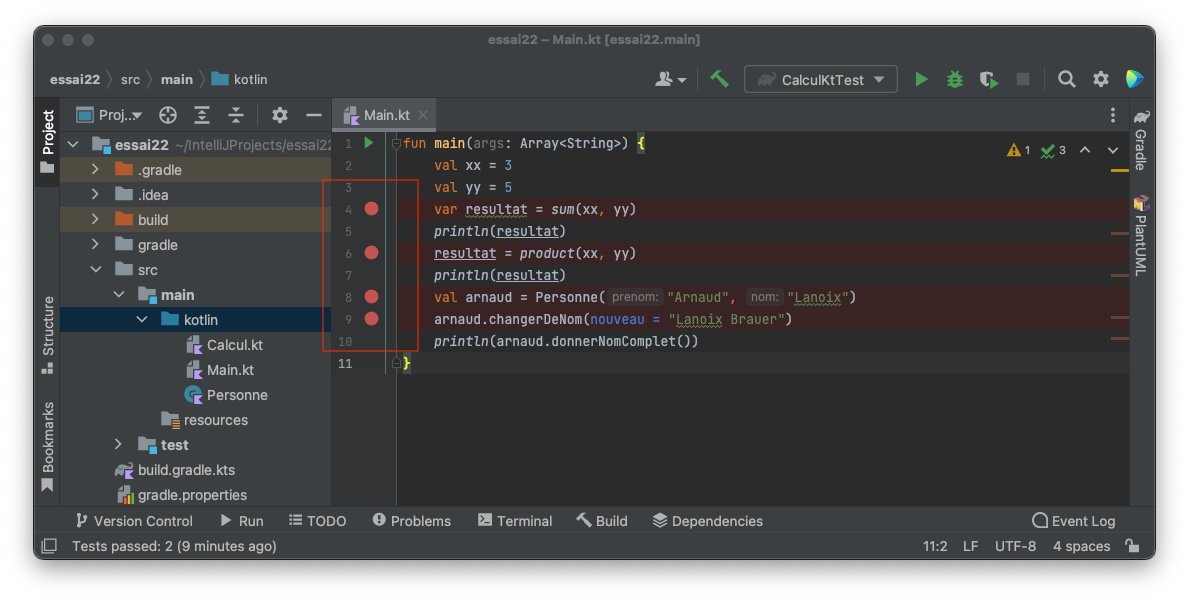 essai22 – Main.kt [essai22.main]
essai22 src main kotlin
CalculKtTest
Project
Structure
Bookmarks
Proj..
essai22 ~/IntelliJProjects/essai22
.gradle
.idea
build
gradle
src
main
kotlin
Calcul.kt
Main.kt
Personne
resources
test
build.gradle.kts
gradle.properties
Main.kt
1 fun main(args: Array<String>) {
2 val xx = 3
3 val yy = 5
4 var resultat = sum(xx, yy)
5 println(resultat)
6 resultat = product(xx, yy)
7 println(resultat)
8 val arnaud = Personne( prenom: "Arnaud", nom: "Lanoix")
9 arnaud.changerDeNom(nouveau = "Lanoix Brauer")
10 println(arnaud.donnerNomComplet())
11 }
1 3
Gradle
PlantUML
Version Control Run TODO Problems Terminal Build Dependencies Event Log
Tests passed: 2 (9 minutes ago) 11:2 LF UTF-8 4 spaces